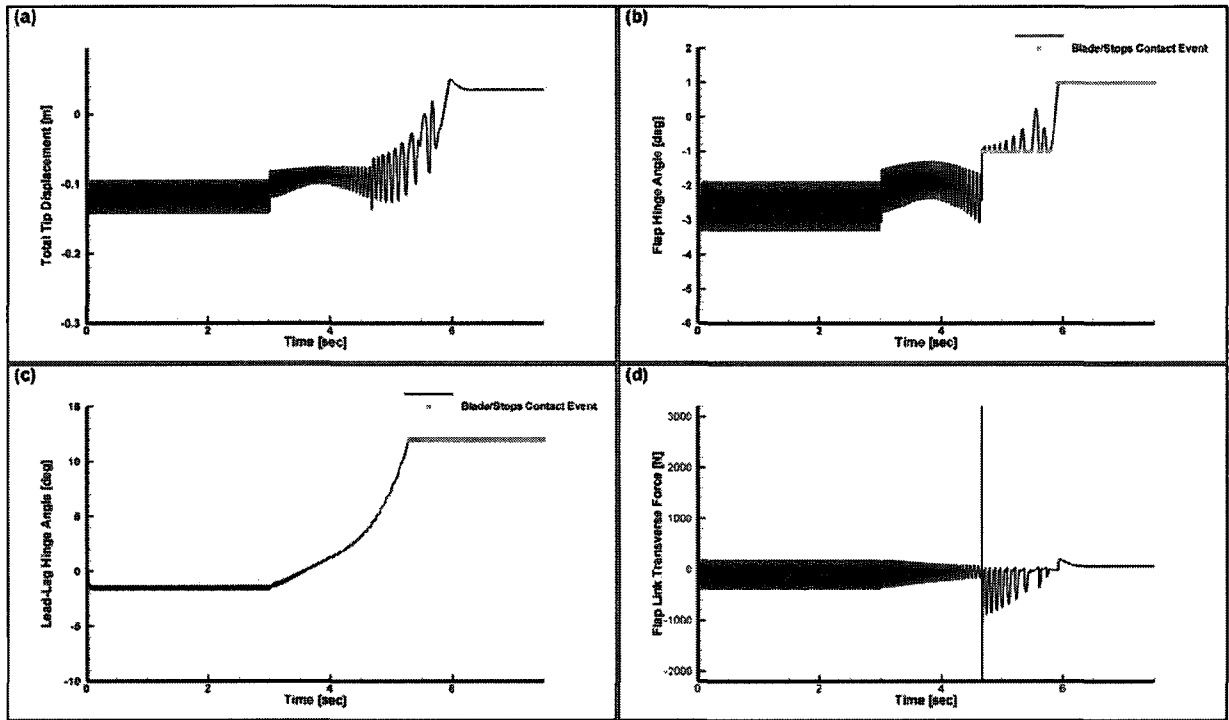 (a)
0
-0.1
-0.2
-0.3
Total Tip Displacement [m]
0 2 4 6
Time [sec]
(b)
Blade/Stops Contact Event
2
1
0
-1
-2
-3
-4
-5
-6
Flap Hinge Angle [deg]
0 2 4 6
Time [sec]
(c)
Blade/Stops Contact Event
15
10
5
0
-5
-10
Lead-Lag Hinge Angle [deg]
0 2 4 6
Time [sec]
(d)
3000
2000
1000
0
-1000
-2000
Flap Link Transverse Force [N]
0 2 4 6
Time [sec]